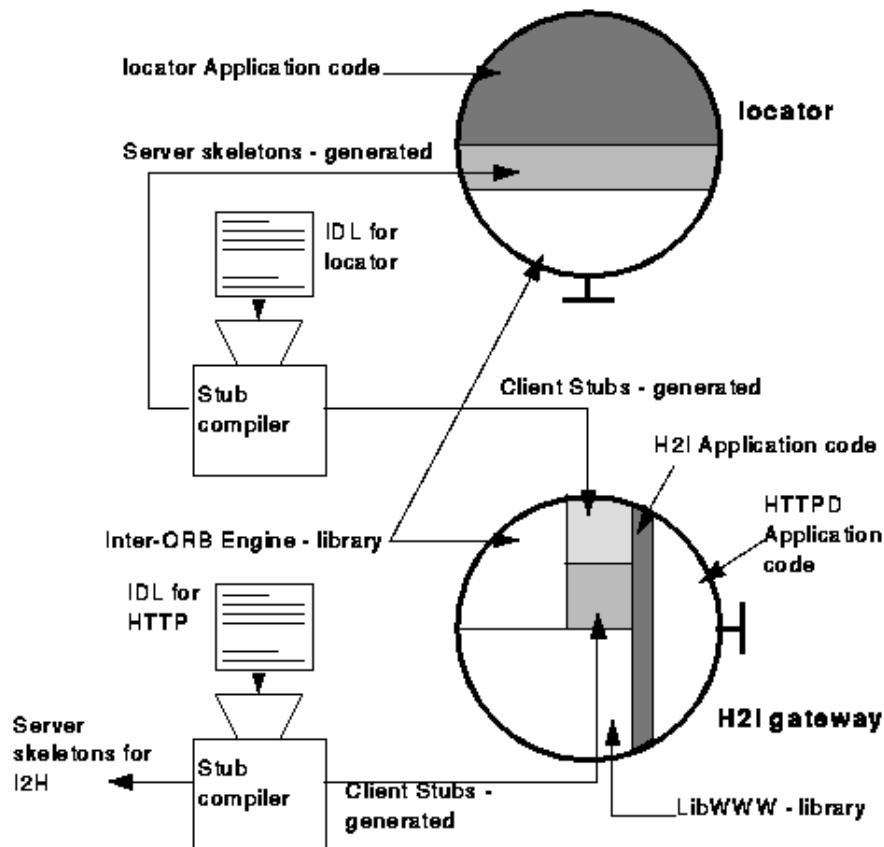 locator Application code
locator
Server skeletons - generated
IDL for
locator
Stub
compiler
Client Stubs - generated
H2I Application code
HTTPD
Application
code
Inter-ORB Engine - library
IDL for
HTTP
H2I gateway
Server
skeletons for
I2H
Stub
compiler
Client Stubs -
generated
LibWWW - library